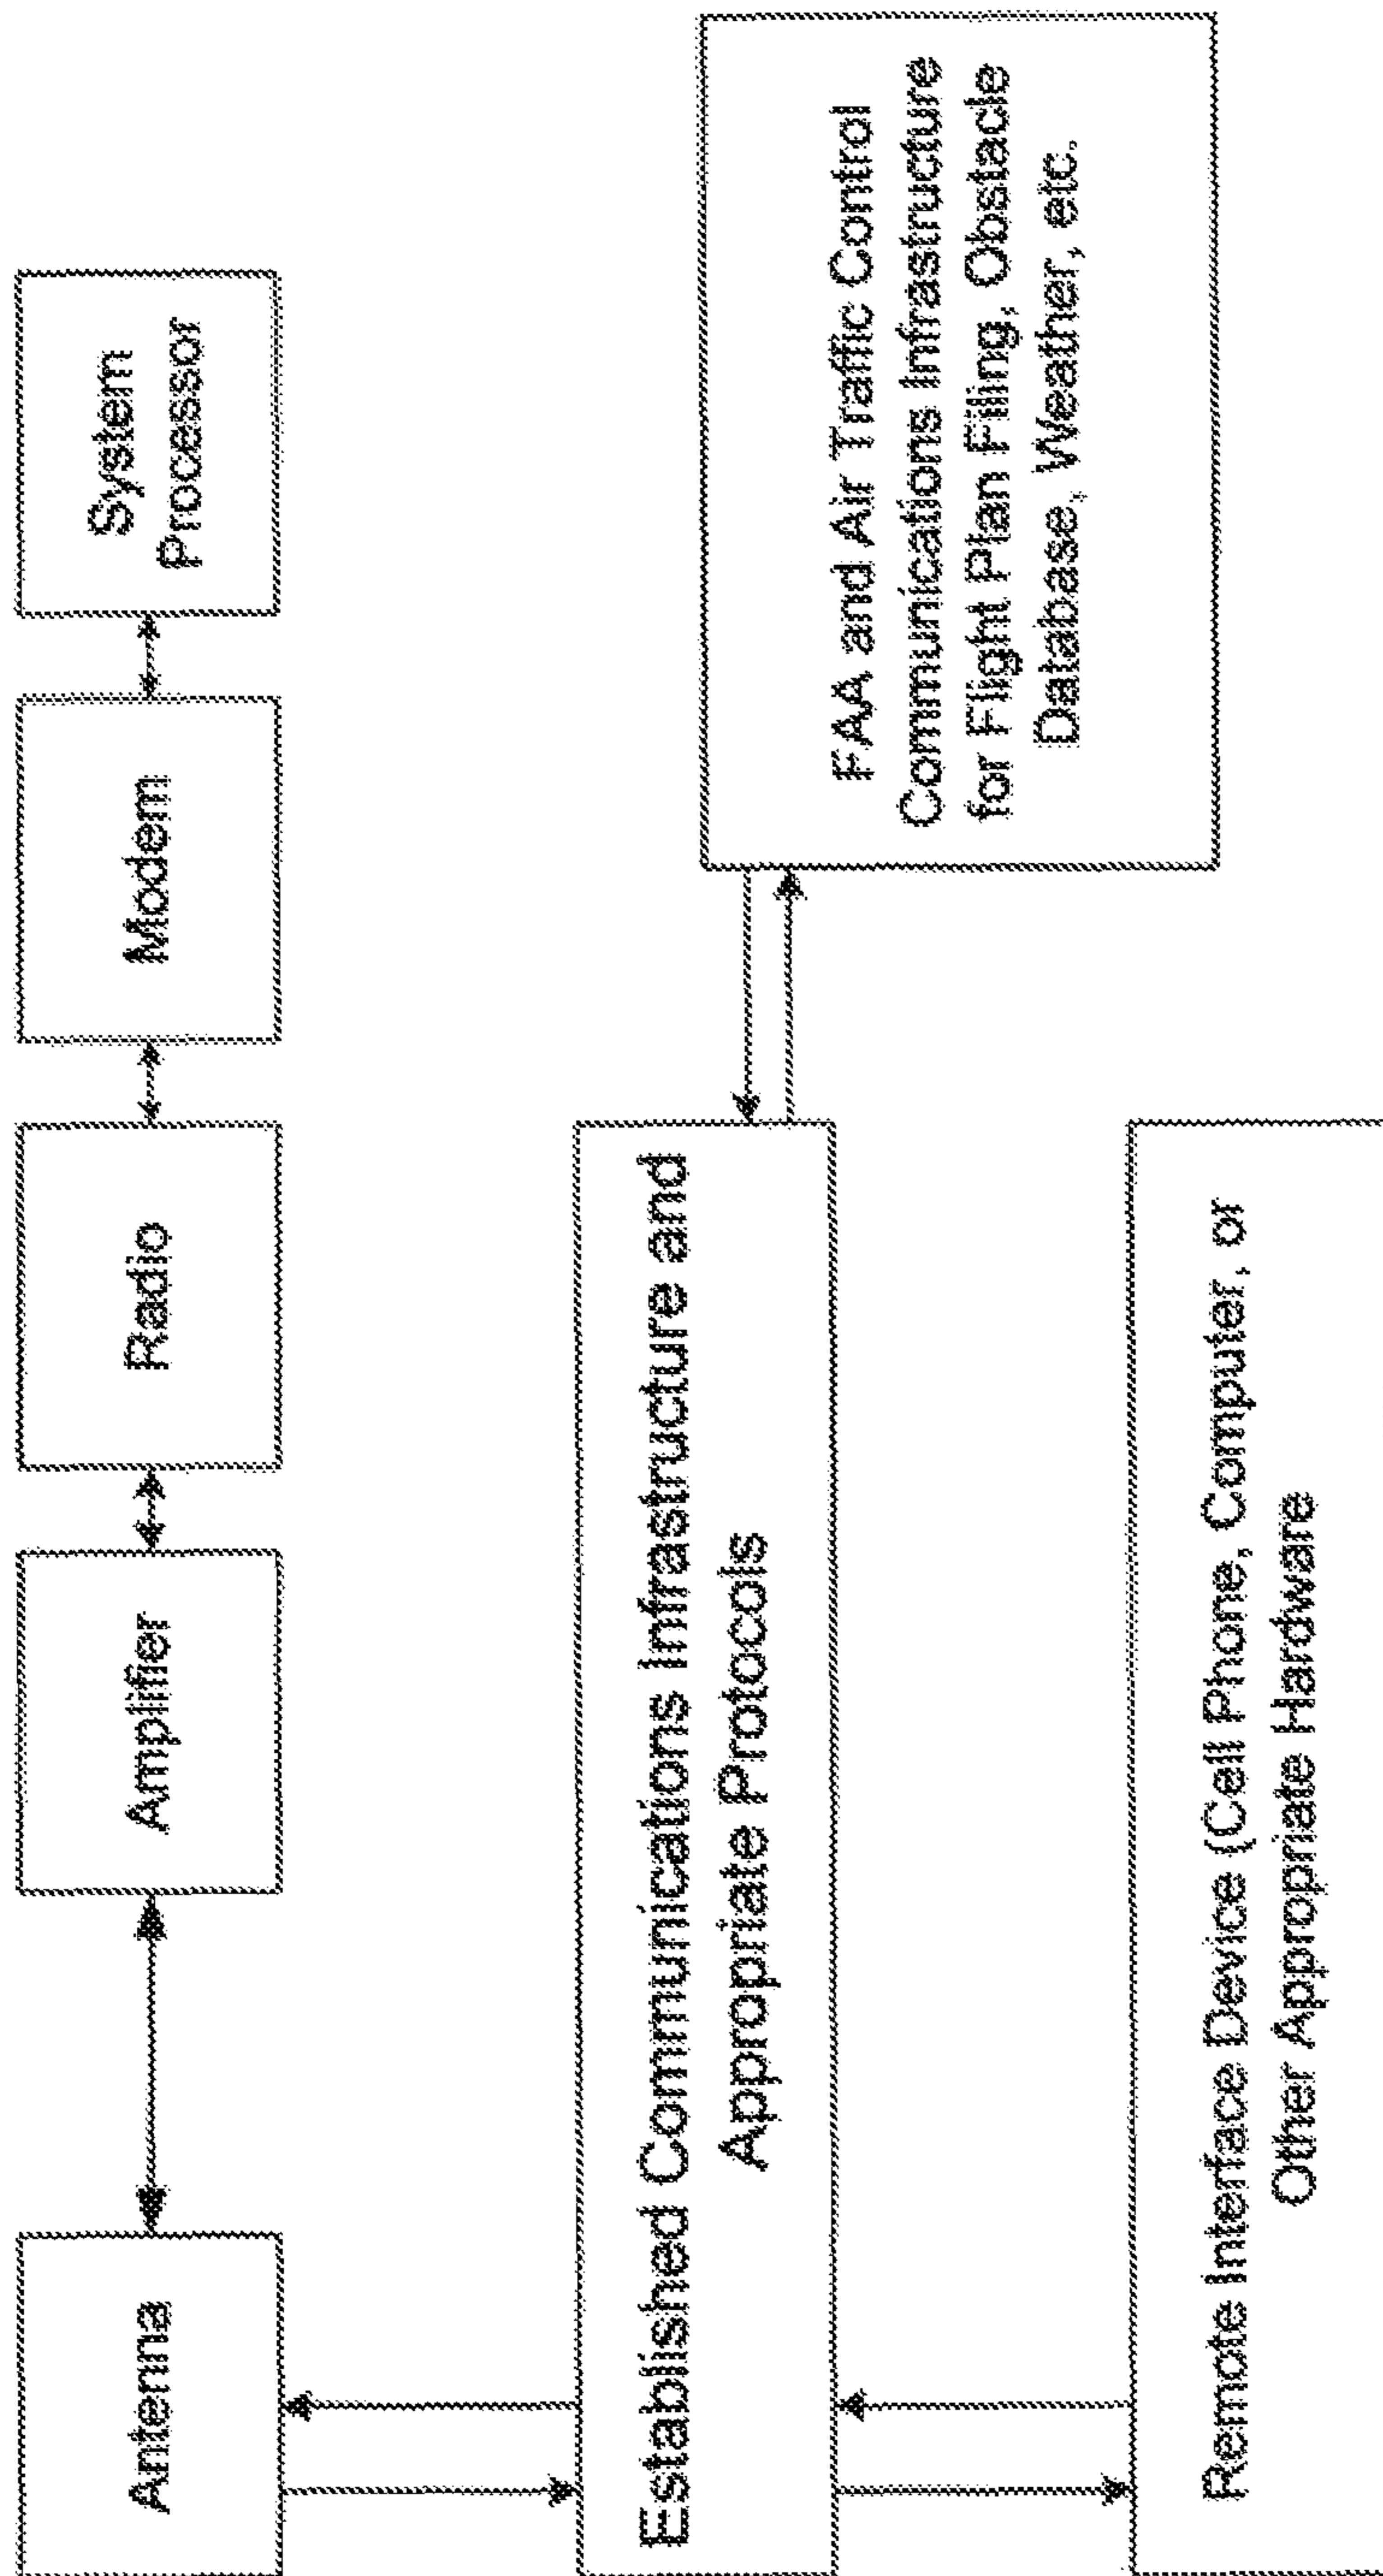 Antenna
Amplifier
Radio
Modem
System
Processor
Established Communications Infrastructure and
Appropriate Protocols
FAA and Air Traffic Control
Communications Infrastructure
for Flight Plan Filling, Obstacle
Database, Weather, etc.
Remote Interface Device (Cell Phone, Computer, or
Other Appropriate Hardware